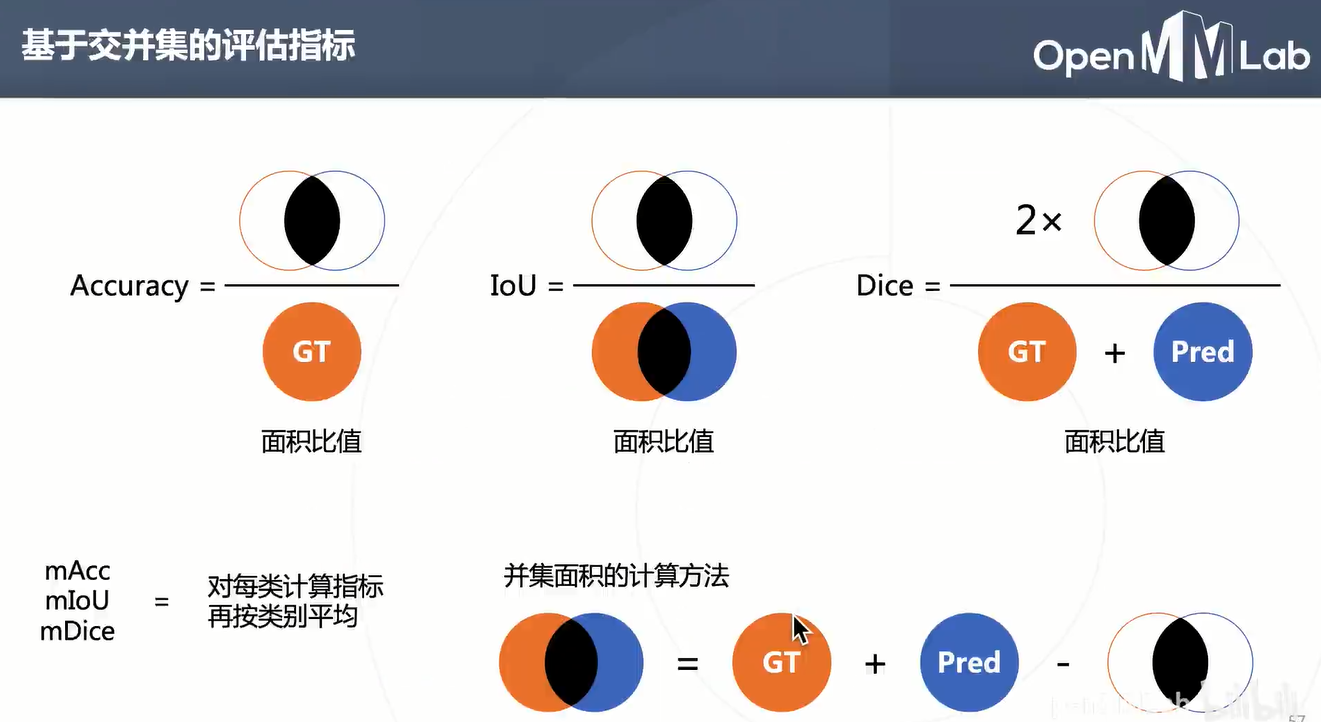 基于交并集的评估指标
OpenMMLab
Accuracy =
GT
面积比值
IoU =
面积比值
Dice =
2×
GT + Pred
面积比值
mAcc
mIoU
mDice
=
对每类计算指标
再按类别平均
并集面积的计算方法
= GT + Pred -
bilibili
57